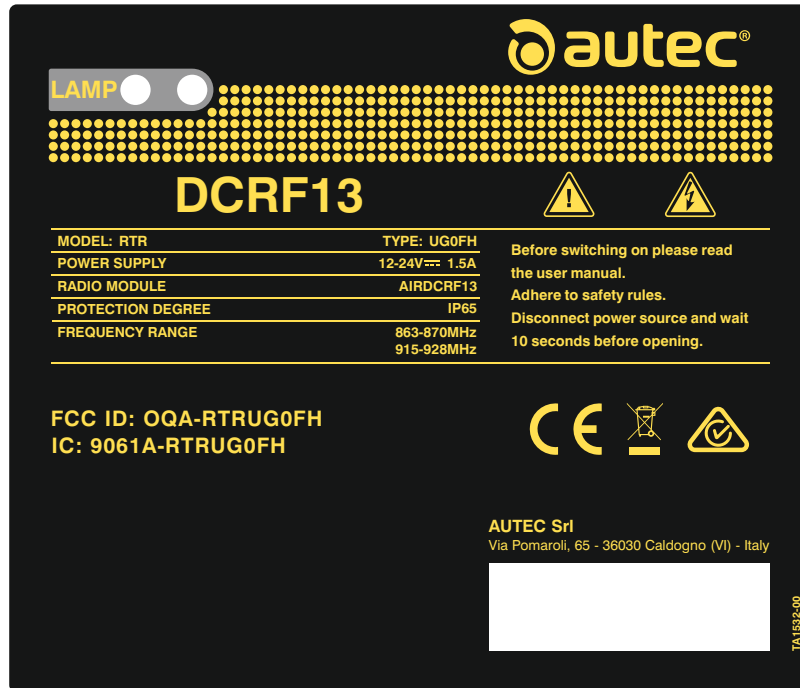 autec®
LAMP
DCRF13
MODEL: RTR TYPE: UG0FH
POWER SUPPLY 12-24V⎓ 1.5A
RADIO MODULE AIRDCRF13
PROTECTION DEGREE IP65
FREQUENCY RANGE 863-870MHz
915-928MHz
Before switching on please read
the user manual.
Adhere to safety rules.
Disconnect power source and wait
10 seconds before opening.
FCC ID: OQA-RTRUG0FH
IC: 9061A-RTRUG0FH
CE
AUTEC Srl
Via Pomaroli, 65 - 36030 Caldogno (VI) - Italy
TA1532-00